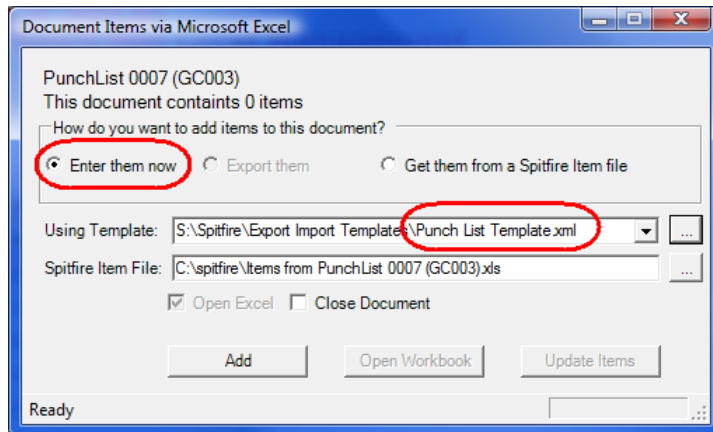 Document Items via Microsoft Excel
PunchList 0007 (GC003)
This document containts 0 items
How do you want to add items to this document?
Enter them now Export them Get them from a Spitfire Item file
Using Template: S:\Spitfire\Export Import Templates\Punch List Template.xml ...
Spitfire Item File: C:\spitfire\Items from PunchList 0007 (GC003).xls ...
Open Excel Close Document
Add Open Workbook Update Items
Ready